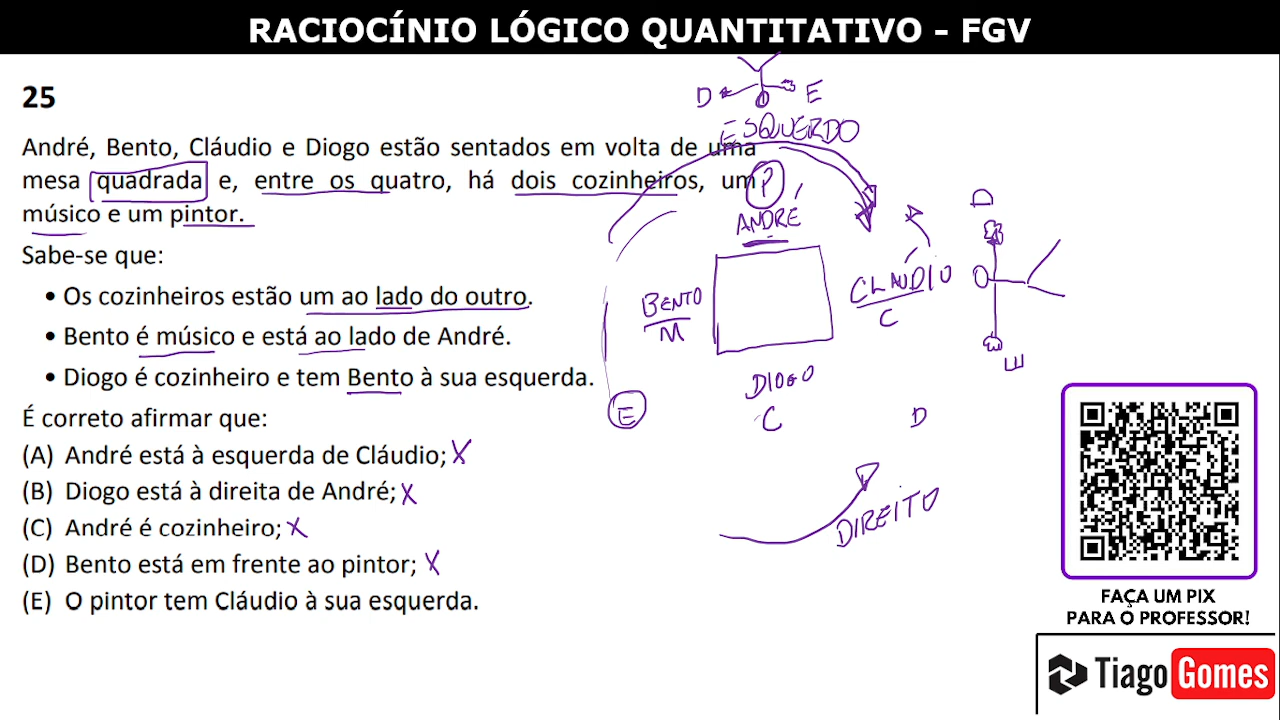 RACIOCÍNIO LÓGICO QUANTITATIVO - FGV
25
D E
ESQUERDO
André, Bento, Cláudio e Diogo estão sentados em volta de uma
mesa quadrada e, entre os quatro, há dois cozinheiros, um
músico e um pintor.
Sabe-se que:
• Os cozinheiros estão um ao lado do outro.
• Bento é músico e está ao lado de André.
• Diogo é cozinheiro e tem Bento à sua esquerda.
É correto afirmar que:
(A) André está à esquerda de Cláudio; X
(B) Diogo está à direita de André; X
(C) André é cozinheiro; X
(D) Bento está em frente ao pintor; X
(E) O pintor tem Cláudio à sua esquerda.
P
ANDRÉ
BENTO
M
CLAUDIO
C
DIOGO
C
E
D
D
E
DIREITO
FAÇA UM PIX
PARA O PROFESSOR!
Tiago Gomes